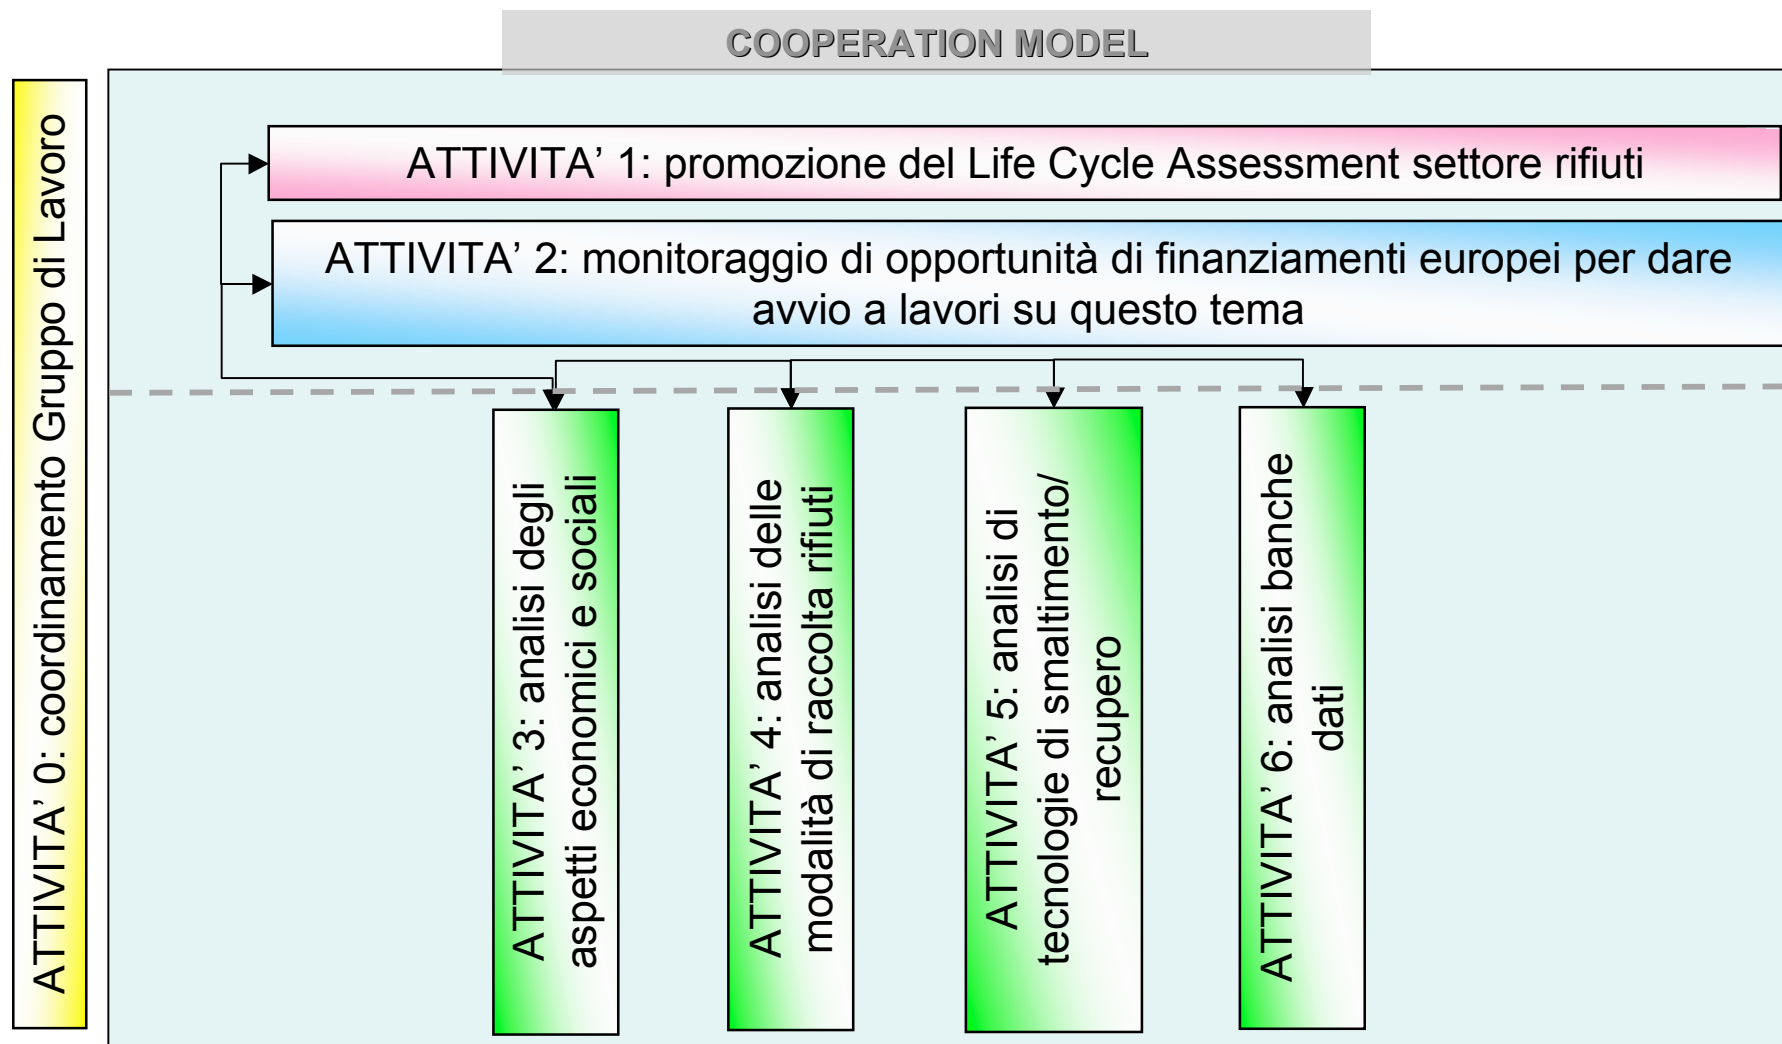 COOPERATION MODEL
ATTIVITA’ 0: coordinamento Gruppo di Lavoro
ATTIVITA’ 1: promozione del Life Cycle Assessment settore rifiuti
ATTIVITA’ 2: monitoraggio di opportunità di finanziamenti europei per dare
avvio a lavori su questo tema
ATTIVITA’ 3: analisi degli
aspetti economici e sociali
ATTIVITA’ 4: analisi delle
modalità di raccolta rifiuti
ATTIVITA’ 5: analisi di
tecnologie di smaltimento/
recupero
ATTIVITA’ 6: analisi banche
dati